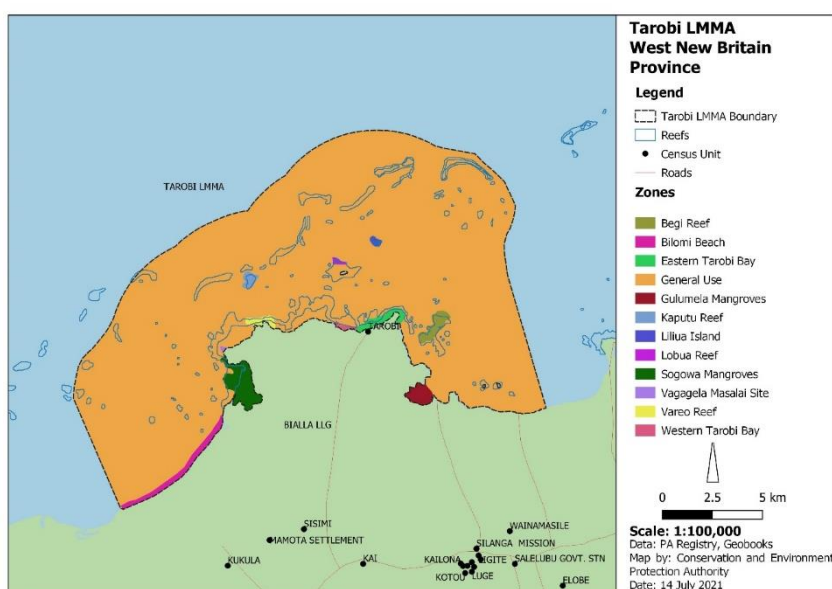 Tarobi LMMA
West New Britain
Province
Legend
Tarobi LMMA Boundary
Reefs
Census Unit
Roads
Zones
Begi Reef
Bilomi Beach
Eastern Tarobi Bay
General Use
Gulumela Mangroves
Kaputu Reef
Liliua Island
Lobua Reef
Sogowa Mangroves
Vagagela Masalai Site
Vareo Reef
Western Tarobi Bay
0 2.5 5 km
Scale: 1:100,000
Data: PA Registry, Geobooks
Map by: Conservation and Environment
Protection Authority
Date: 14 July 2021
TAROBI LMMA
TAROBI
BIALLA LLG
SISIMI
MAMOTA SETTLEMENT
KUKULA
KAI
WAINAMASILE
SILANGA MISSION
KAILONA
SALELUBU GOVT. STN
KOTOU
LUGE